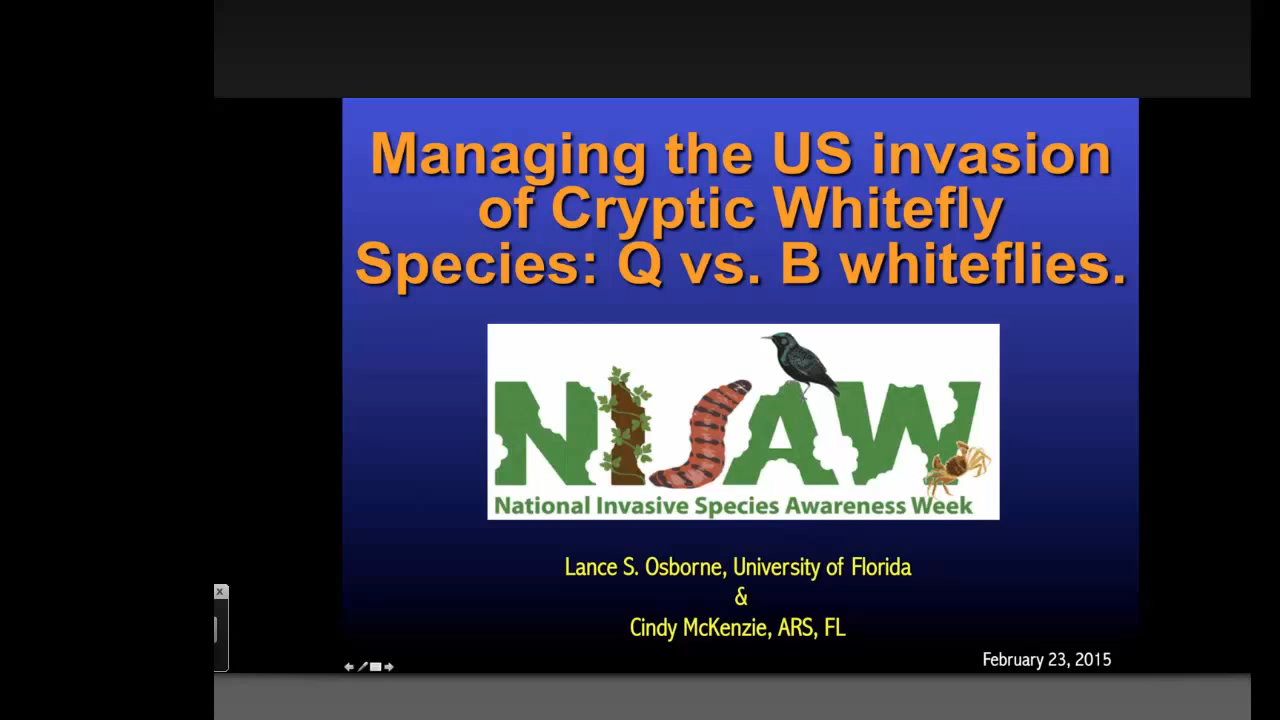 Managing the US invasion
of Cryptic Whitefly
Species: Q vs. B whiteflies.
NISAW
National Invasive Species Awareness Week
Lance S. Osborne, University of Florida
&
Cindy McKenzie, ARS, FL
February 23, 2015